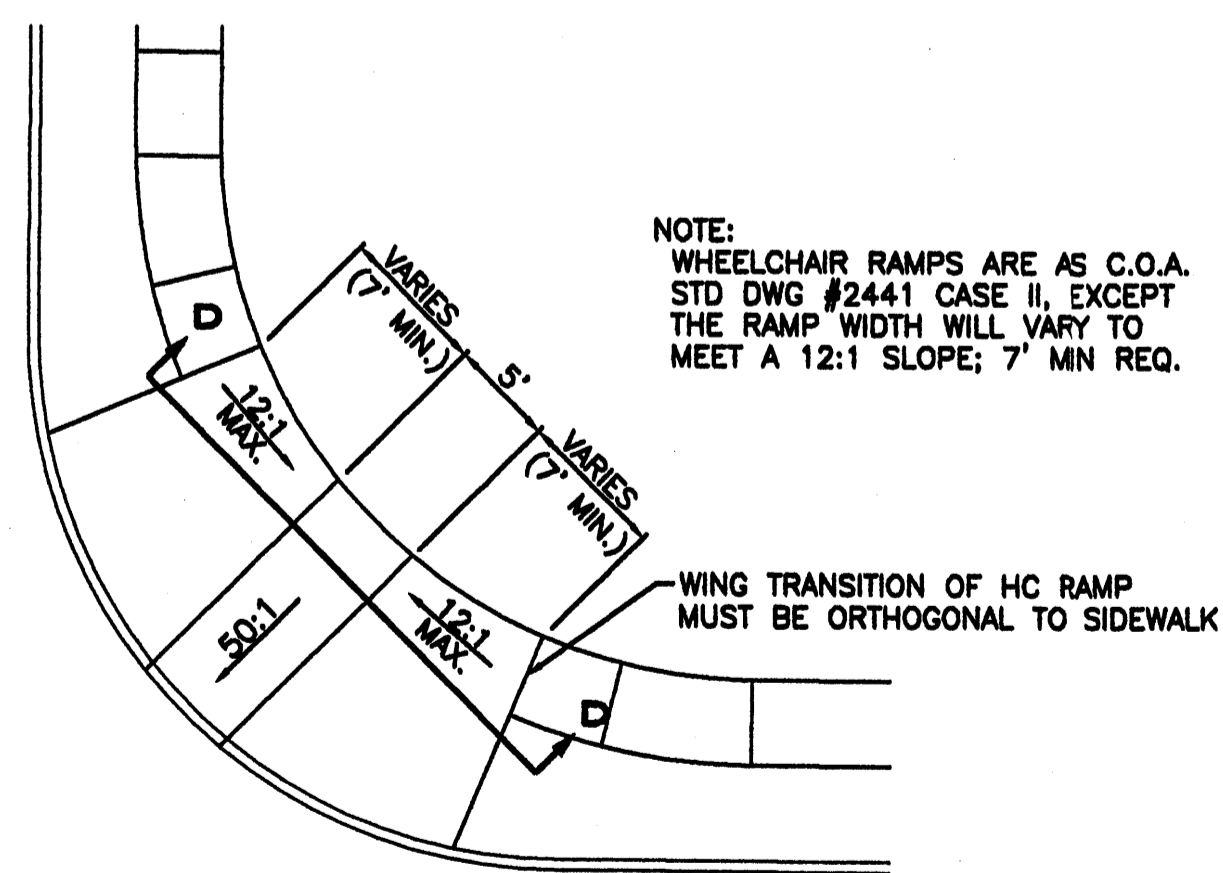 NOTE:
WHEELCHAIR RAMPS ARE AS C.O.A.
STD DWG #2441 CASE II, EXCEPT
THE RAMP WIDTH WILL VARY TO
MEET A 12:1 SLOPE; 7' MIN REQ.
VARIES
(7' MIN.)
5'
VARIES
(7' MIN.)
D
12:1
MAX.
50:1
12:1
MAX.
WING TRANSITION OF HC RAMP
MUST BE ORTHOGONAL TO SIDEWALK
D